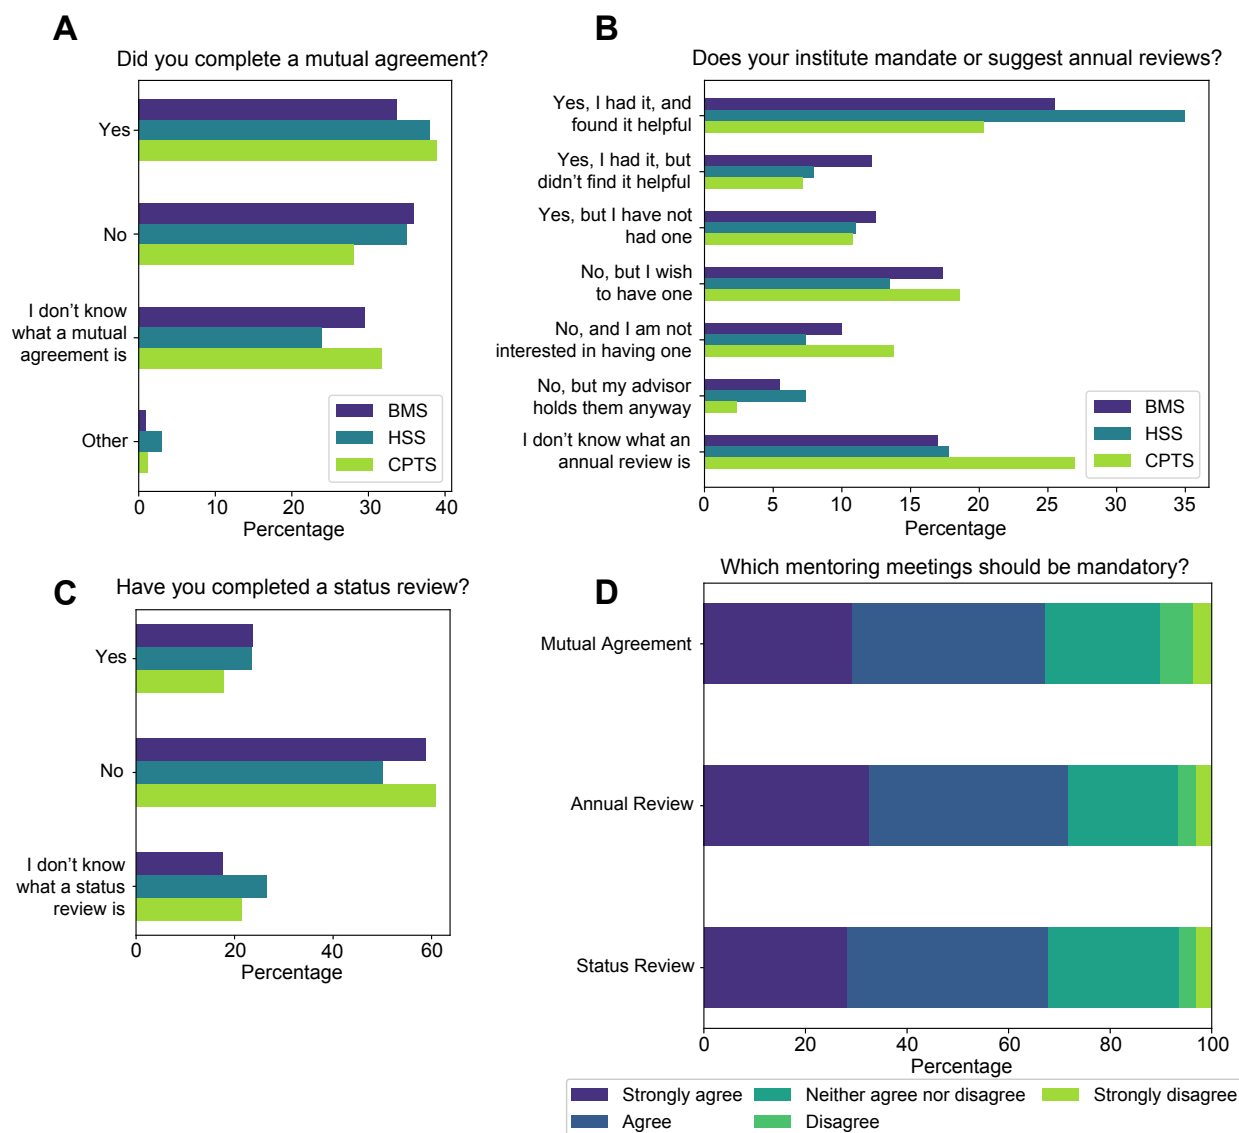 A
Did you complete a mutual agreement?
Yes
No
I don't know
what a mutual
agreement is
Other
BMS
HSS
CPTS
0 10 20 30 40
Percentage
B
Does your institute mandate or suggest annual reviews?
Yes, I had it, and
found it helpful
Yes, I had it, but
didn't find it helpful
Yes, but I have not
had one
No, but I wish
to have one
No, and I am not
interested in having one
No, but my advisor
holds them anyway
I don't know what an
annual review is
BMS
HSS
CPTS
0 5 10 15 20 25 30 35
Percentage
C
Have you completed a status review?
Yes
No
I don't know
what a status
review is
0 20 40 60
Percentage
D
Which mentoring meetings should be mandatory?
Mutual Agreement
Annual Review
Status Review
0 20 40 60 80 100
Percentage
Strongly agree Neither agree nor disagree Strongly disagree
Agree Disagree